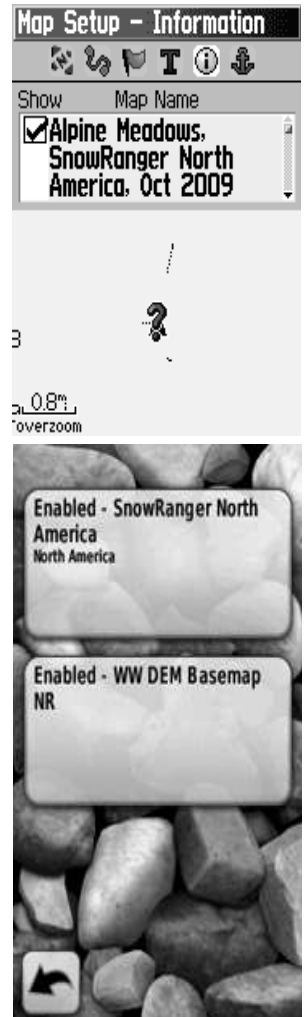 Map Setup – Information
T
Show Map Name
Alpine Meadows,
SnowRanger North
America, Oct 2009
0.8m
overzoom
Enabled - SnowRanger North
America
North America
Enabled - WW DEM Basemap
NR